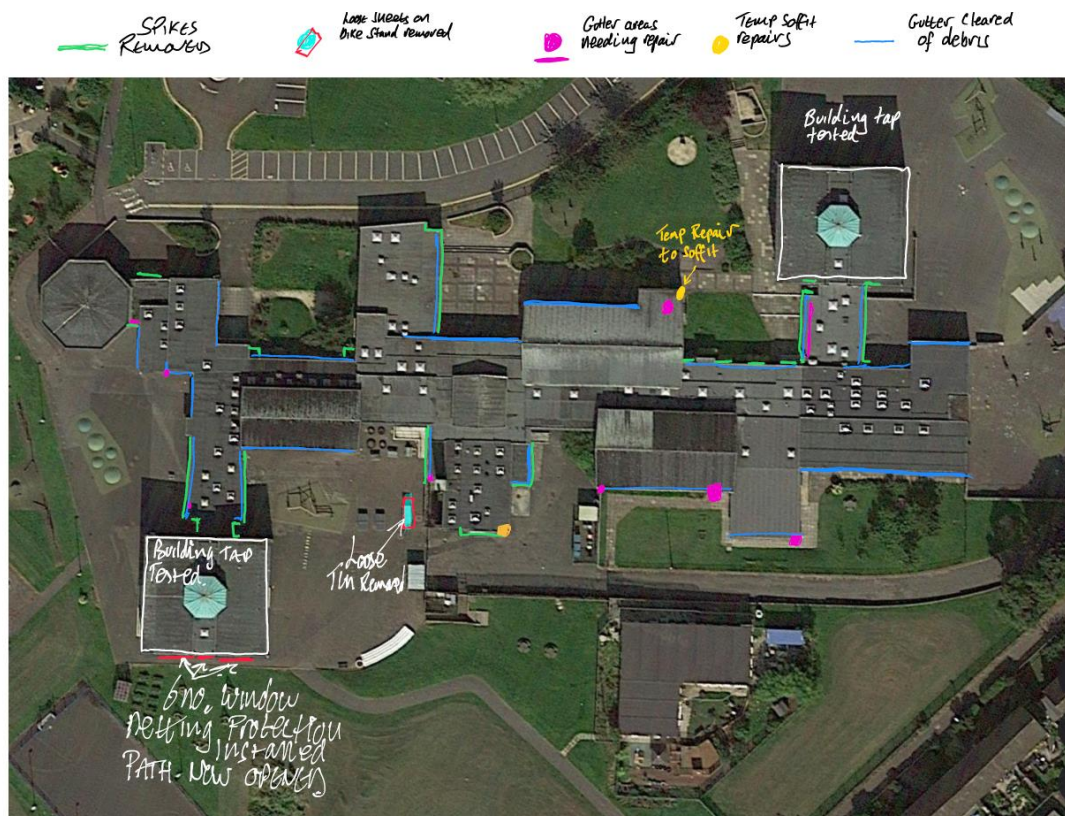 SPIKES
REMOVED
Loose sheets on
bike stand removed
Gutter areas
needing repair
Temp Soffit
repairs
Gutter Cleared
of debris
Building tap
tested
Temp Repair
to Soffit
Building TAP
Tested.
Loose
Tin Removed
6no. window
Netting Protection
Installed
PATH NOW OPENED